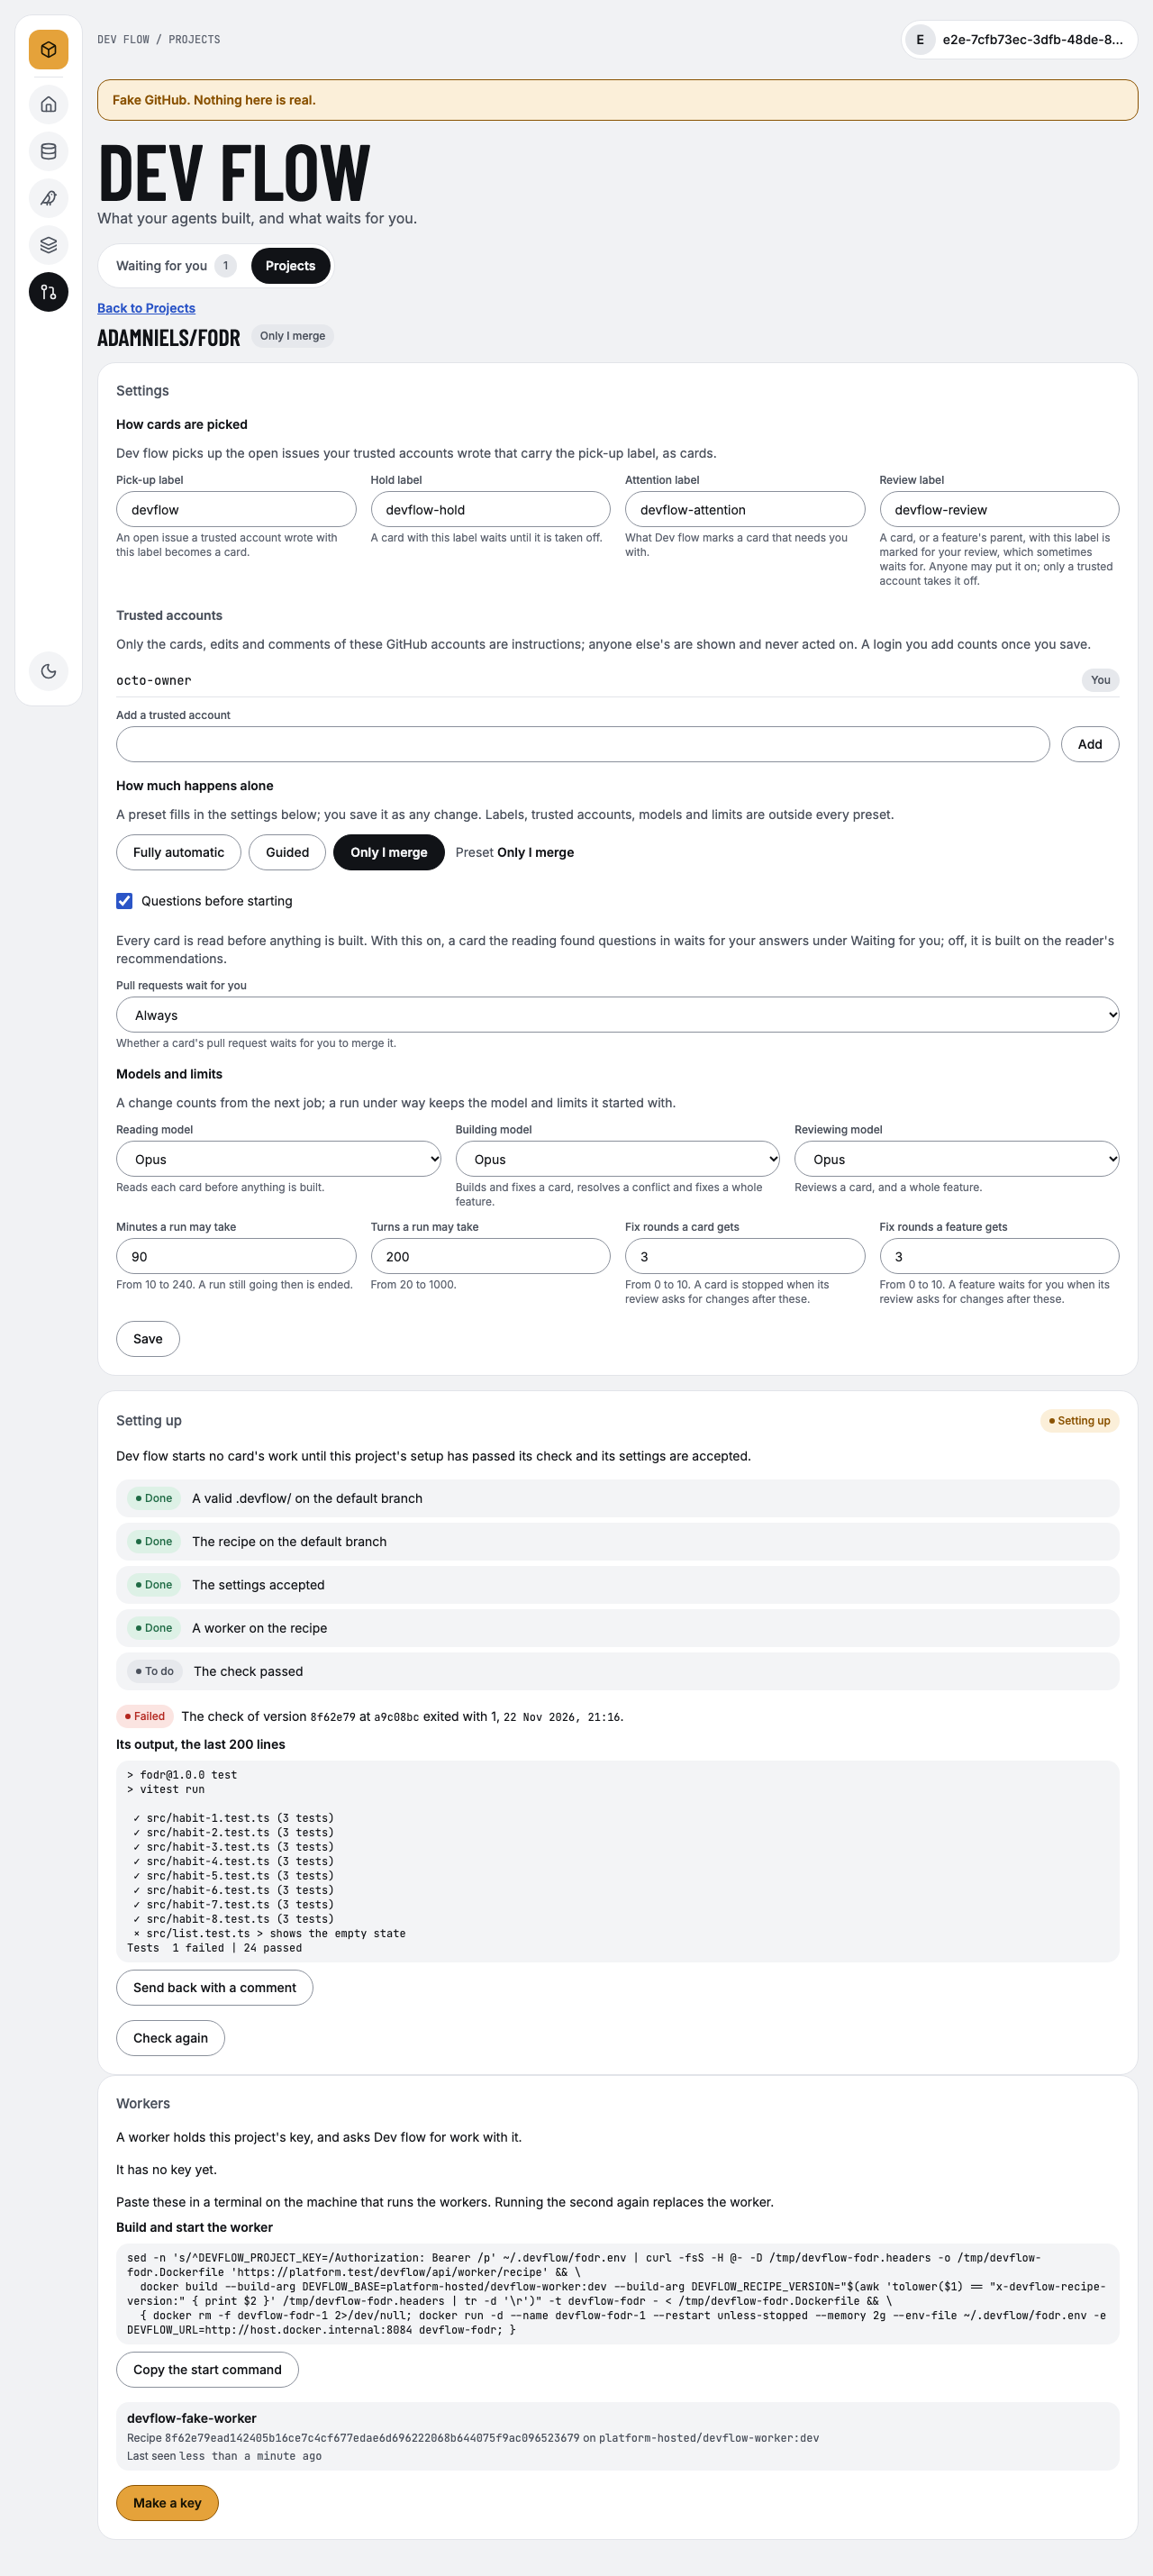 DEV FLOW / PROJECTS
E e2e-7cfb73ec-3dfb-48de-8...
Fake GitHub. Nothing here is real.
DEV FLOW
What your agents built, and what waits for you.
Waiting for you 1 Projects
Back to Projects
ADAMNIELS/FODR Only I merge
Settings
How cards are picked
Dev flow picks up the open issues your trusted accounts wrote that carry the pick-up label, as cards.
Pick-up label
devflow
An open issue a trusted account wrote with
this label becomes a card.
Hold label
devflow-hold
A card with this label waits until it is taken off.
Attention label
devflow-attention
What Dev flow marks a card that needs you
with.
Review label
devflow-review
A card, or a feature's parent, with this label is
marked for your review, which sometimes
waits for. Anyone may put it on; only a trusted
account takes it off.
Trusted accounts
Only the cards, edits and comments of these GitHub accounts are instructions; anyone else's are shown and never acted on. A login you add counts once you save.
octo-owner You
Add a trusted account
Add
How much happens alone
A preset fills in the settings below; you save it as any change. Labels, trusted accounts, models and limits are outside every preset.
Fully automatic Guided Only I merge Preset Only I merge
Questions before starting
Every card is read before anything is built. With this on, a card the reading found questions in waits for your answers under Waiting for you; off, it is built on the reader's
recommendations.
Pull requests wait for you
Always
Whether a card's pull request waits for you to merge it.
Models and limits
A change counts from the next job; a run under way keeps the model and limits it started with.
Reading model
Opus
Reads each card before anything is built.
Building model
Opus
Builds and fixes a card, resolves a conflict and fixes a whole
feature.
Reviewing model
Opus
Reviews a card, and a whole feature.
Minutes a run may take
90
From 10 to 240. A run still going then is ended.
Turns a run may take
200
From 20 to 1000.
Fix rounds a card gets
3
From 0 to 10. A card is stopped when its
review asks for changes after these.
Fix rounds a feature gets
3
From 0 to 10. A feature waits for you when its
review asks for changes after these.
Save
Setting up Setting up
Dev flow starts no card's work until this project's setup has passed its check and its settings are accepted.
Done A valid .devflow/ on the default branch
Done The recipe on the default branch
Done The settings accepted
Done A worker on the recipe
To do The check passed
Failed The check of version 8f62e79 at a9c08bc exited with 1, 22 Nov 2026, 21:16.
Its output, the last 200 lines
> fodr@1.0.0 test
> vitest run
✓ src/habit-1.test.ts (3 tests)
✓ src/habit-2.test.ts (3 tests)
✓ src/habit-3.test.ts (3 tests)
✓ src/habit-4.test.ts (3 tests)
✓ src/habit-5.test.ts (3 tests)
✓ src/habit-6.test.ts (3 tests)
✓ src/habit-7.test.ts (3 tests)
✓ src/habit-8.test.ts (3 tests)
× src/list.test.ts > shows the empty state
Tests  1 failed | 24 passed
Send back with a comment
Check again
Workers
A worker holds this project's key, and asks Dev flow for work with it.
It has no key yet.
Paste these in a terminal on the machine that runs the workers. Running the second again replaces the worker.
Build and start the worker
sed -n 's/^DEVFLOW_PROJECT_KEY=/Authorization: Bearer /p' ~/.devflow/fodr.env | curl -fsS -H @- -D /tmp/devflow-fodr.headers -o /tmp/devflow-
fodr.Dockerfile 'https://platform.test/devflow/api/worker/recipe' && \
docker build --build-arg DEVFLOW_BASE=platform-hosted/devflow-worker:dev --build-arg DEVFLOW_RECIPE_VERSION="$(awk 'tolower($1) == "x-devflow-recipe-
version:" { print $2 }' /tmp/devflow-fodr.headers | tr -d '\r')" -t devflow-fodr - < /tmp/devflow-fodr.Dockerfile && \
{ docker rm -f devflow-fodr-1 2>/dev/null; docker run -d --name devflow-fodr-1 --restart unless-stopped --memory 2g --env-file ~/.devflow/fodr.env -e
DEVFLOW_URL=http://host.docker.internal:8084 devflow-fodr; }
Copy the start command
devflow-fake-worker
Recipe 8f62e79ead142405b16ce7c4cf677edae6d696222068b644075f9ac096523679 on platform-hosted/devflow-worker:dev
Last seen less than a minute ago
Make a key